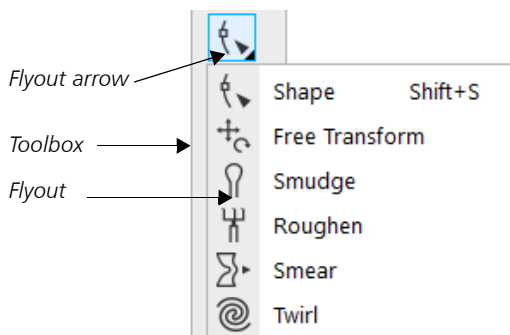 Flyout arrow
Shape Shift+S
Free Transform
Toolbox
Smudge
Flyout
Roughen
Smear
Twirl